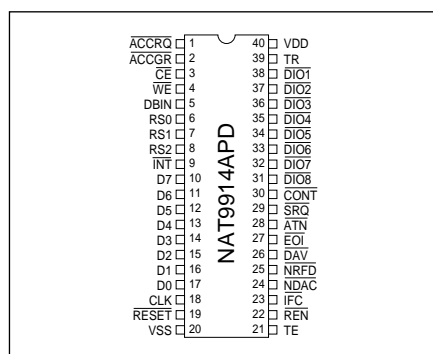 ACCRQ 1 40 VDD
ACCGR 2 39 TR
CE 3 38 DIO1
WE 4 37 DIO2
DBIN 5 36 DIO3
RS0 6 35 DIO4
RS1 7 34 DIO5
RS2 8 33 DIO6
INT 9 32 DIO7
D7 10 31 DIO8
D6 11 30 CONT
D5 12 29 SRQ
D4 13 28 ATN
D3 14 27 EOI
D2 15 26 DAV
D1 16 25 NRFD
D0 17 24 NDAC
CLK 18 23 IFC
RESET 19 22 REN
VSS 20 21 TE
NAT9914APD